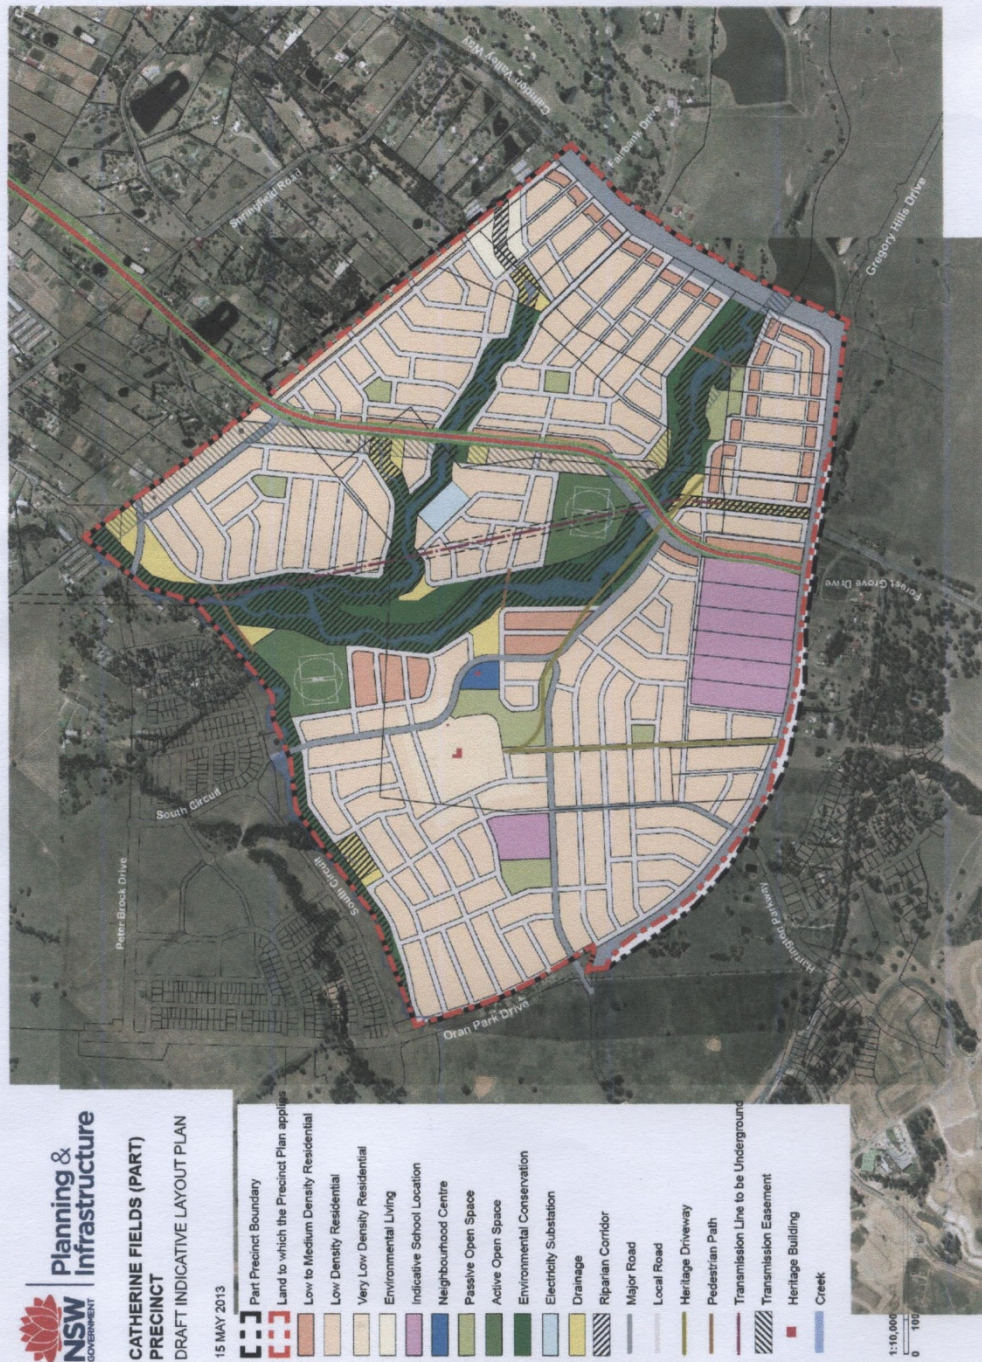 NSW
GOVERNMENT
Planning &
Infrastructure
CATHERINE FIELDS (PART)
PRECINCT
DRAFT INDICATIVE LAYOUT PLAN
15 MAY 2013
Part Precinct Boundary
Land to which the Precinct Plan applies
Low to Medium Density Residential
Low Density Residential
Very Low Density Residential
Environmental Living
Indicative School Location
Neighbourhood Centre
Passive Open Space
Active Open Space
Environmental Conservation
Electricity Substation
Drainage
Riparian Corridor
Major Road
Local Road
Heritage Driveway
Pedestrian Path
Transmission Line to be Underground
Transmission Easement
Heritage Building
Creek
1:10,000
0 100
Peter Brock Drive
South Circuit
South Circuit
Oran Park Drive
Harrington Parkway
Springfield Road
Camden Valley Way
Fairbank Drive
Gregory Hills Drive
Forest Grove Drive